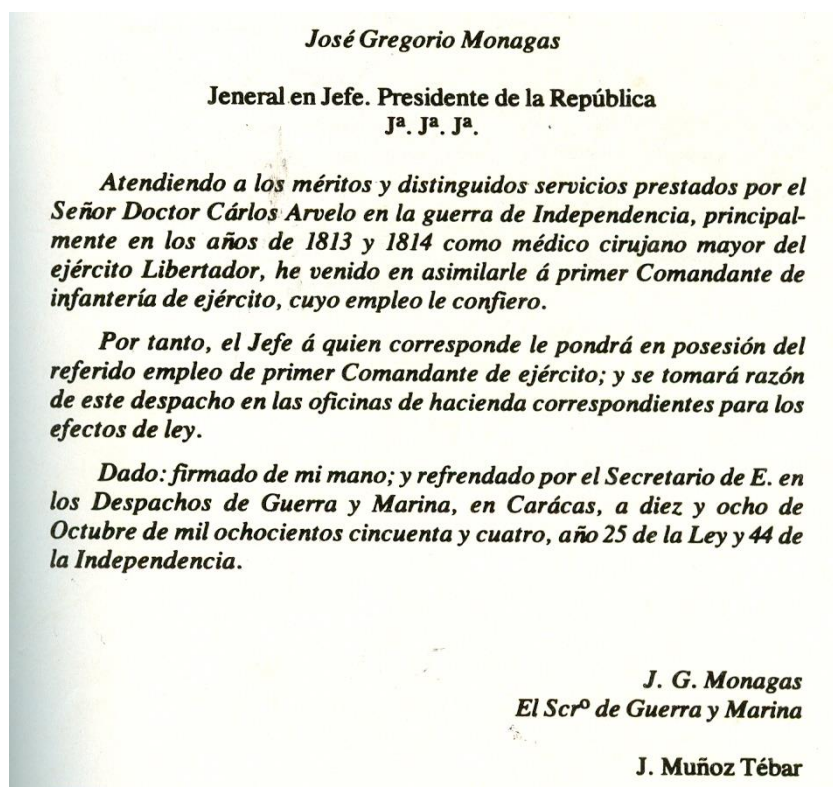 José Gregorio Monagas
Jeneral en Jefe. Presidente de la República
Jª. Jª. Jª.
Atendiendo a los méritos y distinguidos servicios prestados por el
Señor Doctor Cárlos Arvelo en la guerra de Independencia, principal-
mente en los años de 1813 y 1814 como médico cirujano mayor del
ejército Libertador, he venido en asimilarle á primer Comandante de
infantería de ejército, cuyo empleo le confiero.
Por tanto, el Jefe á quien corresponde le pondrá en posesión del
referido empleo de primer Comandante de ejército; y se tomará razón
de este despacho en las oficinas de hacienda correspondientes para los
efectos de ley.
Dado: firmado de mi mano; y refrendado por el Secretario de E. en
los Despachos de Guerra y Marina, en Carácas, a diez y ocho de
Octubre de mil ochocientos cincuenta y cuatro, año 25 de la Ley y 44 de
la Independencia.
J. G. Monagas
El Scrº de Guerra y Marina
J. Muñoz Tébar